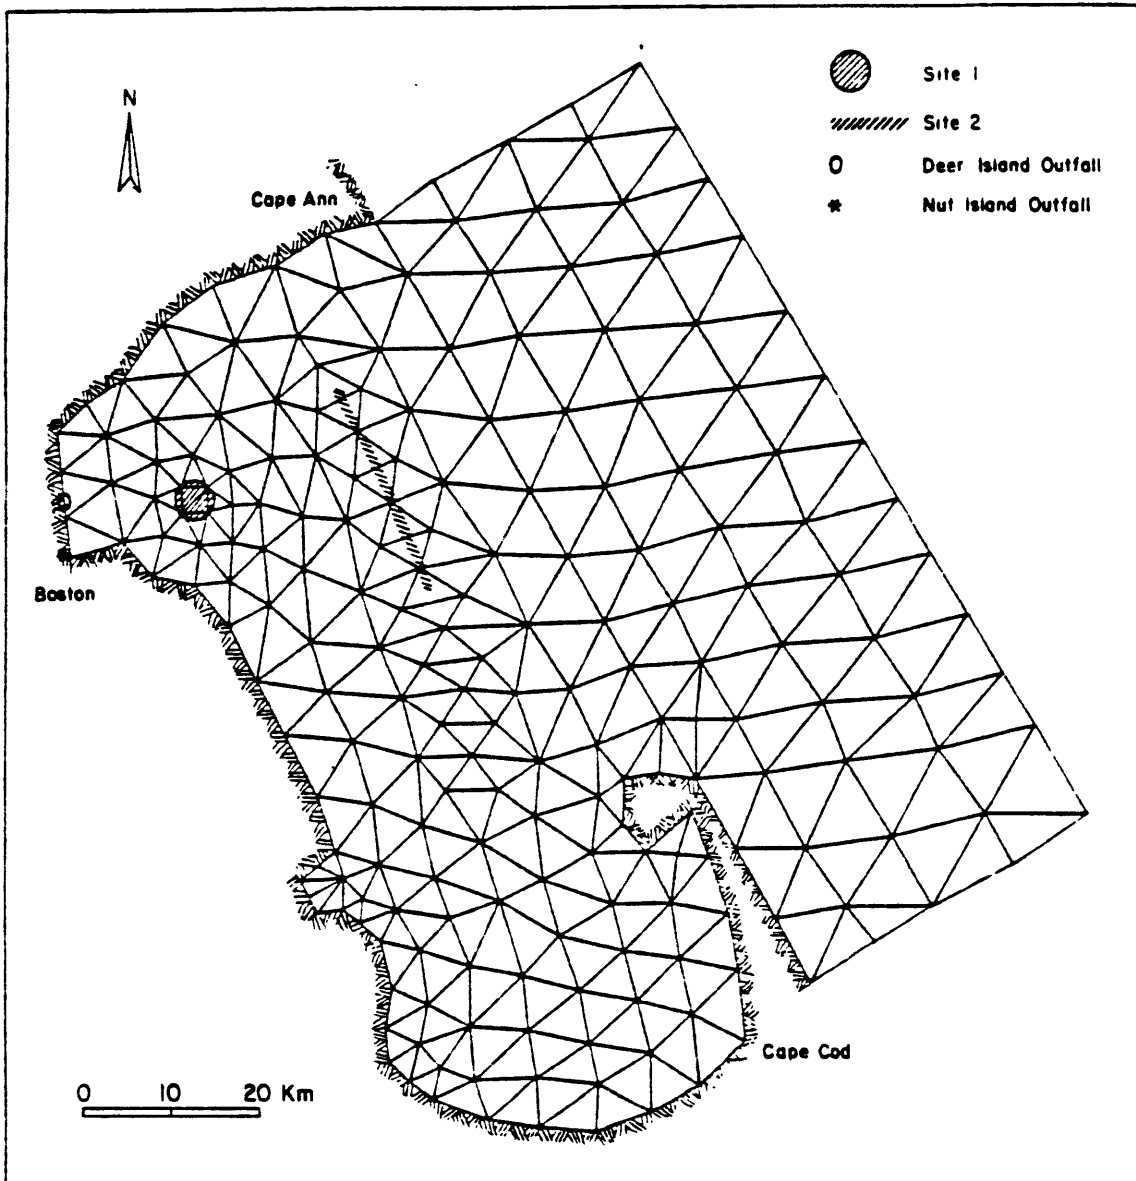 N
Site 1
Site 2
Deer Island Outfall
Nut Island Outfall
Cape Ann
Boston
Cape Cod
0 10 20 Km